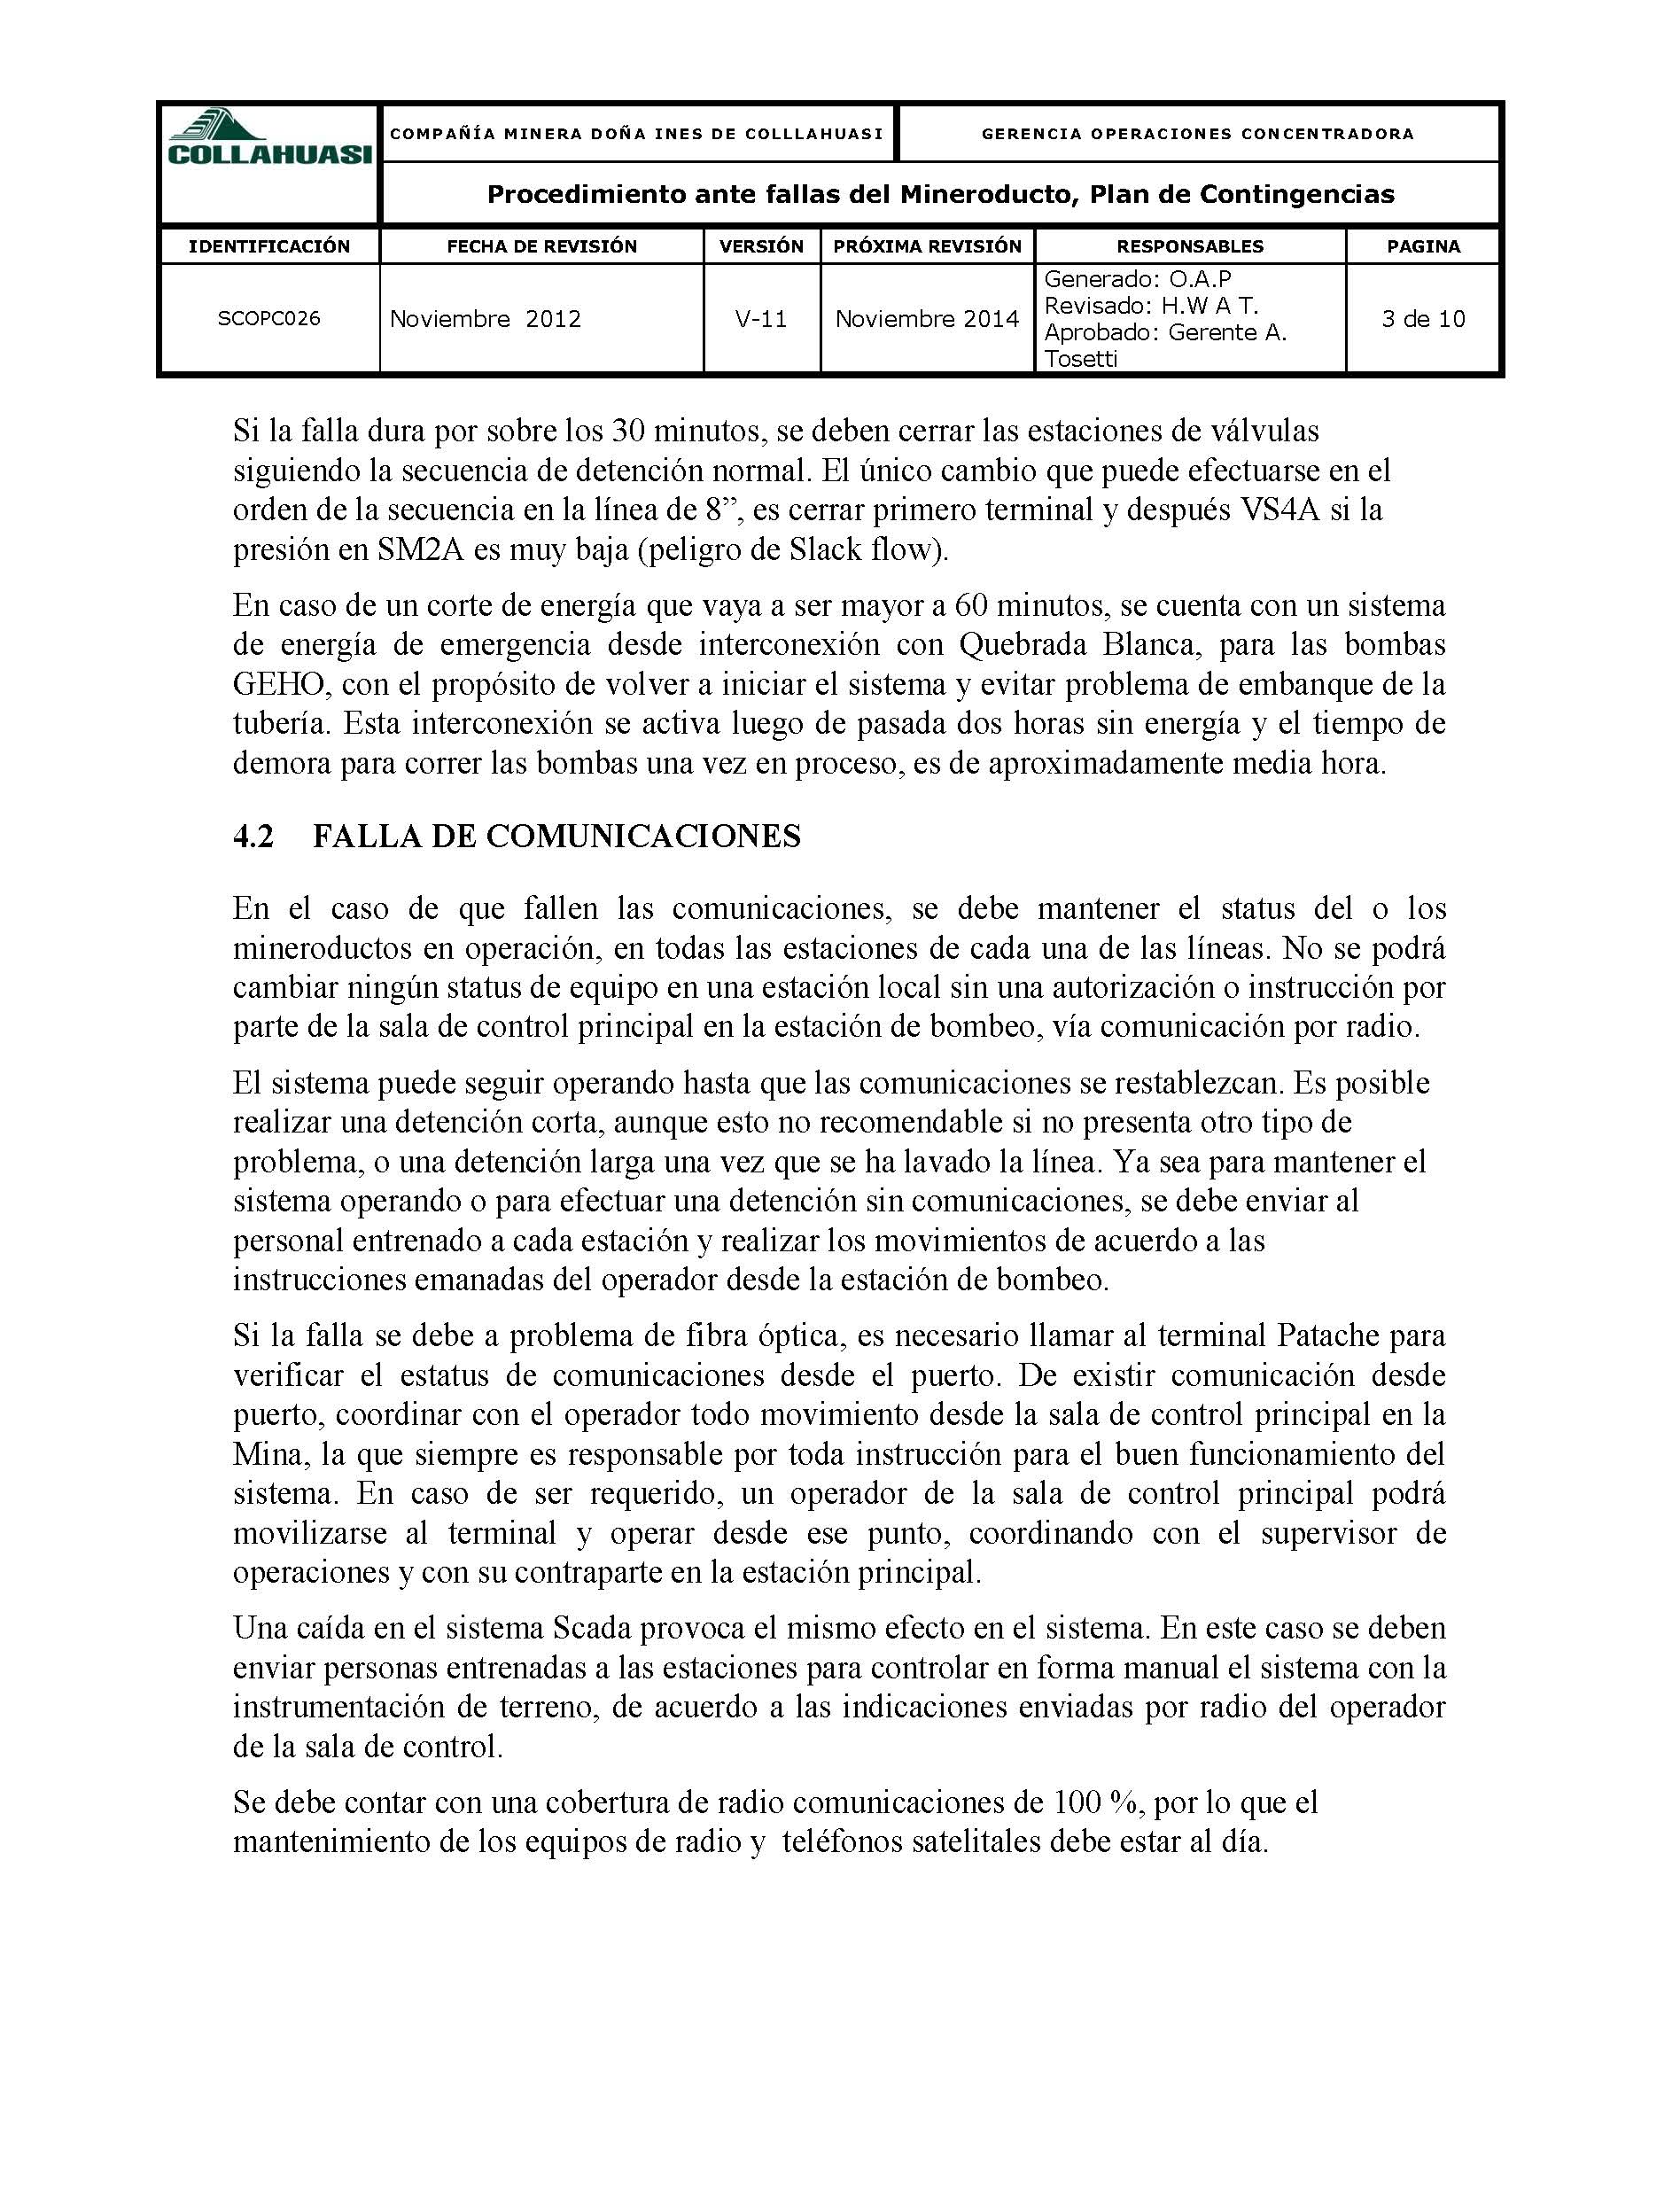 COLLAHUASI
COMPAÑÍA MINERA DOÑA INES DE COLLLAHUASI
GERENCIA OPERACIONES CONCENTRADORA
Procedimiento ante fallas del Mineroducto, Plan de Contingencias
IDENTIFICACIÓN
FECHA DE REVISIÓN
VERSIÓN
PRÓXIMA REVISIÓN
RESPONSABLES
PAGINA
SCOPC026
Noviembre  2012
V-11
Noviembre 2014
Generado: O.A.P
Revisado: H.W A T.
Aprobado: Gerente A.
Tosetti
3 de 10
Si la falla dura por sobre los 30 minutos, se deben cerrar las estaciones de válvulas
siguiendo la secuencia de detención normal. El único cambio que puede efectuarse en el
orden de la secuencia en la línea de 8”, es cerrar primero terminal y después VS4A si la
presión en SM2A es muy baja (peligro de Slack flow).
En caso de un corte de energía que vaya a ser mayor a 60 minutos, se cuenta con un sistema
de energía de emergencia desde interconexión con Quebrada Blanca, para las bombas
GEHO, con el propósito de volver a iniciar el sistema y evitar problema de embanque de la
tubería. Esta interconexión se activa luego de pasada dos horas sin energía y el tiempo de
demora para correr las bombas una vez en proceso, es de aproximadamente media hora.
4.2 FALLA DE COMUNICACIONES
En el caso de que fallen las comunicaciones, se debe mantener el status del o los
mineroductos en operación, en todas las estaciones de cada una de las líneas. No se podrá
cambiar ningún status de equipo en una estación local sin una autorización o instrucción por
parte de la sala de control principal en la estación de bombeo, vía comunicación por radio.
El sistema puede seguir operando hasta que las comunicaciones se restablezcan. Es posible
realizar una detención corta, aunque esto no recomendable si no presenta otro tipo de
problema, o una detención larga una vez que se ha lavado la línea. Ya sea para mantener el
sistema operando o para efectuar una detención sin comunicaciones, se debe enviar al
personal entrenado a cada estación y realizar los movimientos de acuerdo a las
instrucciones emanadas del operador desde la estación de bombeo.
Si la falla se debe a problema de fibra óptica, es necesario llamar al terminal Patache para
verificar el estatus de comunicaciones desde el puerto. De existir comunicación desde
puerto, coordinar con el operador todo movimiento desde la sala de control principal en la
Mina, la que siempre es responsable por toda instrucción para el buen funcionamiento del
sistema. En caso de ser requerido, un operador de la sala de control principal podrá
movilizarse al terminal y operar desde ese punto, coordinando con el supervisor de
operaciones y con su contraparte en la estación principal.
Una caída en el sistema Scada provoca el mismo efecto en el sistema. En este caso se deben
enviar personas entrenadas a las estaciones para controlar en forma manual el sistema con la
instrumentación de terreno, de acuerdo a las indicaciones enviadas por radio del operador
de la sala de control.
Se debe contar con una cobertura de radio comunicaciones de 100 %, por lo que el
mantenimiento de los equipos de radio y  teléfonos satelitales debe estar al día.